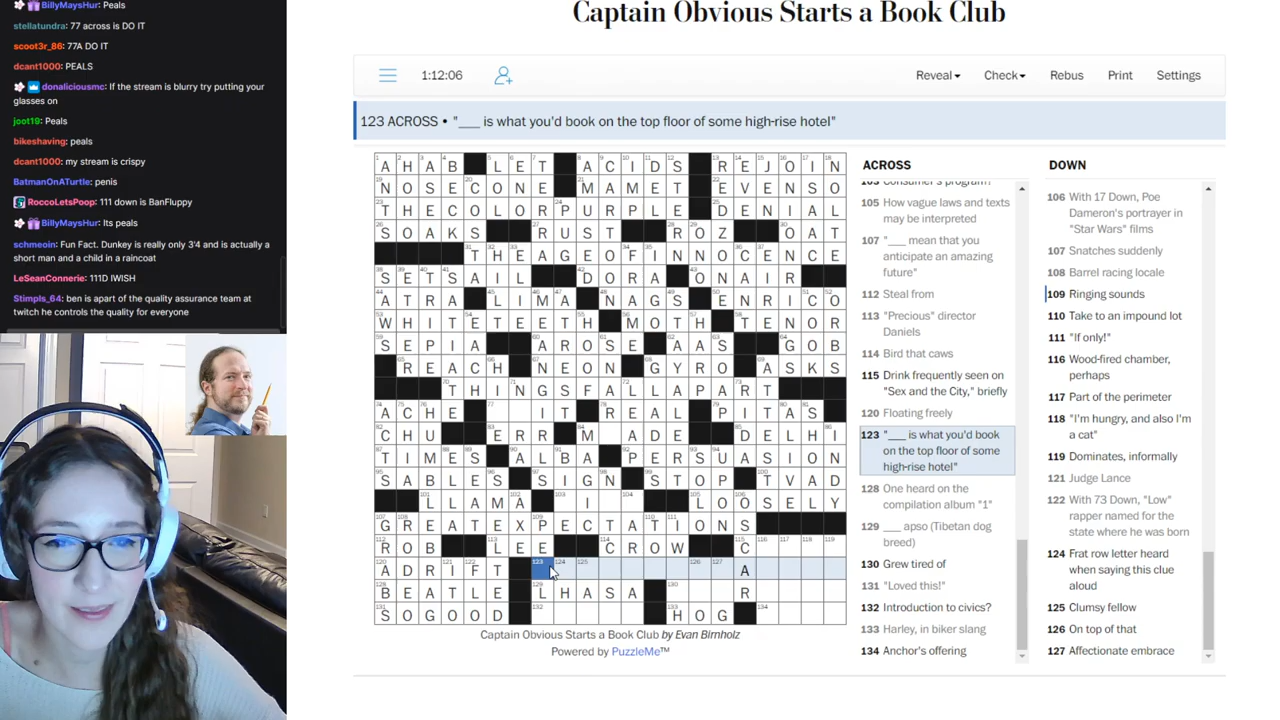 BillyMaysHur: Peals
stellatundra: 77 across is DO IT
scoot3r_86: 77A DO IT
dcant1000: PEALS
donaliciousmc: If the stream is blurry try putting your
glasses on
joot19: Peals
bikeshaving: peals
dcant1000: my stream is crispy
BatmanOnATurtle: penis
RoccoLetsPoop: 111 down is BanFluppy
BillyMaysHur: Its peals
schmeoin: Fun Fact. Dunkey is really only 3'4 and is actually a
short man and a child in a raincoat
LeSeanConnerie: 111D IWISH
Stimpls_64: ben is apart of the quality assurance team at
twitch he controls the quality for everyone
Captain Obvious Starts a Book Club
1:12:06
Reveal
Check
Rebus
Print
Settings
123 ACROSS • "___ is what you'd book on the top floor of some high-rise hotel"
A H A B L E T A C I D S R E J O I N
N O S E C O N E M A M E T E V E N S O
T H E C O L O R P U R P L E D E N I A L
S O A K S R U S T R O Z O A T
T H E A G E O F I N N O C E N C E
S E T S A I L D O R A O N A I R
A T R A L I M A N A G S E N R I C O
W H I T E T E E T H M O T H T E N O R
S E P I A A R O S E A A S G O B
R E A C H N E O N G Y R O A S K S
T H I N G S F A L L A P A R T
A C H E I T R E A L P I T A S
C H U E R R M A D E D E L H I
T I M E S A L B A P E R S U A S I O N
S A B L E S S I G N S T O P T V A D
L L A M A I L O O S E L Y
G R E A T E X P E C T A T I O N S
R O B L E E C R O W C
A D R I F T A
B E A T L E L H A S A R
S O G O O D H O G
Captain Obvious Starts a Book Club by Evan Birnholz
Powered by PuzzleMe™
ACROSS
105 How vague laws and texts
may be interpreted
107 "___ mean that you
anticipate an amazing
future"
112 Steal from
113 "Precious" director
Daniels
114 Bird that caws
115 Drink frequently seen on
"Sex and the City," briefly
120 Floating freely
123 "___ is what you'd book
on the top floor of some
high-rise hotel"
128 One heard on the
compilation album "1"
129 ___ apso (Tibetan dog
breed)
130 Grew tired of
131 "Loved this!"
132 Introduction to civics?
133 Harley, in biker slang
134 Anchor's offering
DOWN
106 With 17 Down, Poe
Dameron's portrayer in
"Star Wars" films
107 Snatches suddenly
108 Barrel racing locale
109 Ringing sounds
110 Take to an impound lot
111 "If only!"
116 Wood-fired chamber,
perhaps
117 Part of the perimeter
118 "I'm hungry, and also I'm
a cat"
119 Dominates, informally
121 Judge Lance
122 With 73 Down, "Low"
rapper named for the
state where he was born
124 Frat row letter heard
when saying this clue
aloud
125 Clumsy fellow
126 On top of that
127 Affectionate embrace